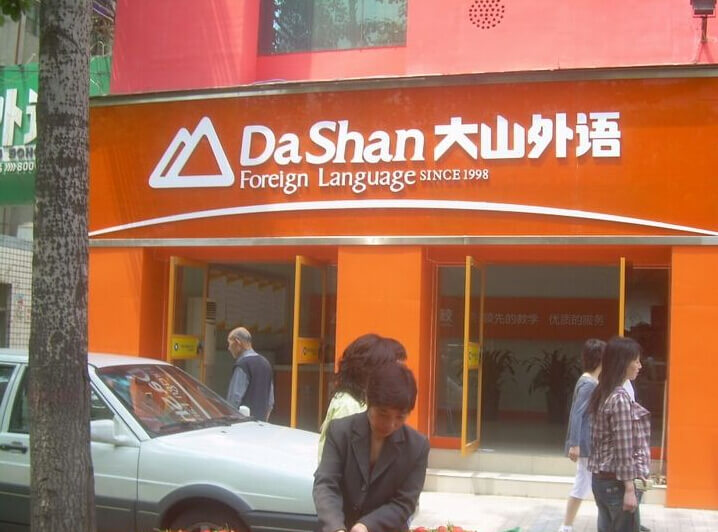 DaShan 大山外语
Foreign Language SINCE 1998
领先的教学 优质的服务
外